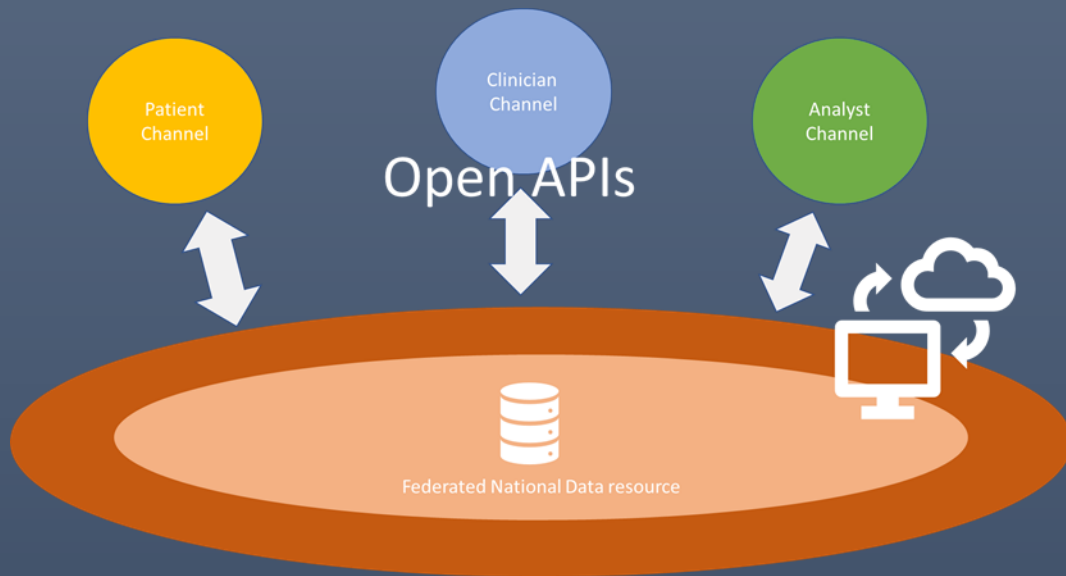 Patient
Channel
Clinician
Channel
Analyst
Channel
Open APIs
Federated National Data resource